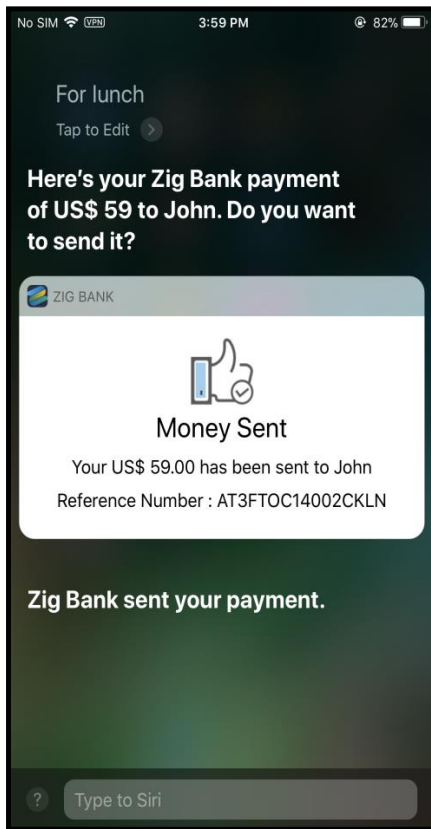 No SIM VPN 3:59 PM 82%
For lunch
Tap to Edit
Here's your Zig Bank payment
of US$ 59 to John. Do you want
to send it?
ZIG BANK
Money Sent
Your US$ 59.00 has been sent to John
Reference Number : AT3FTOC14002CKLN
Zig Bank sent your payment.
? Type to Siri